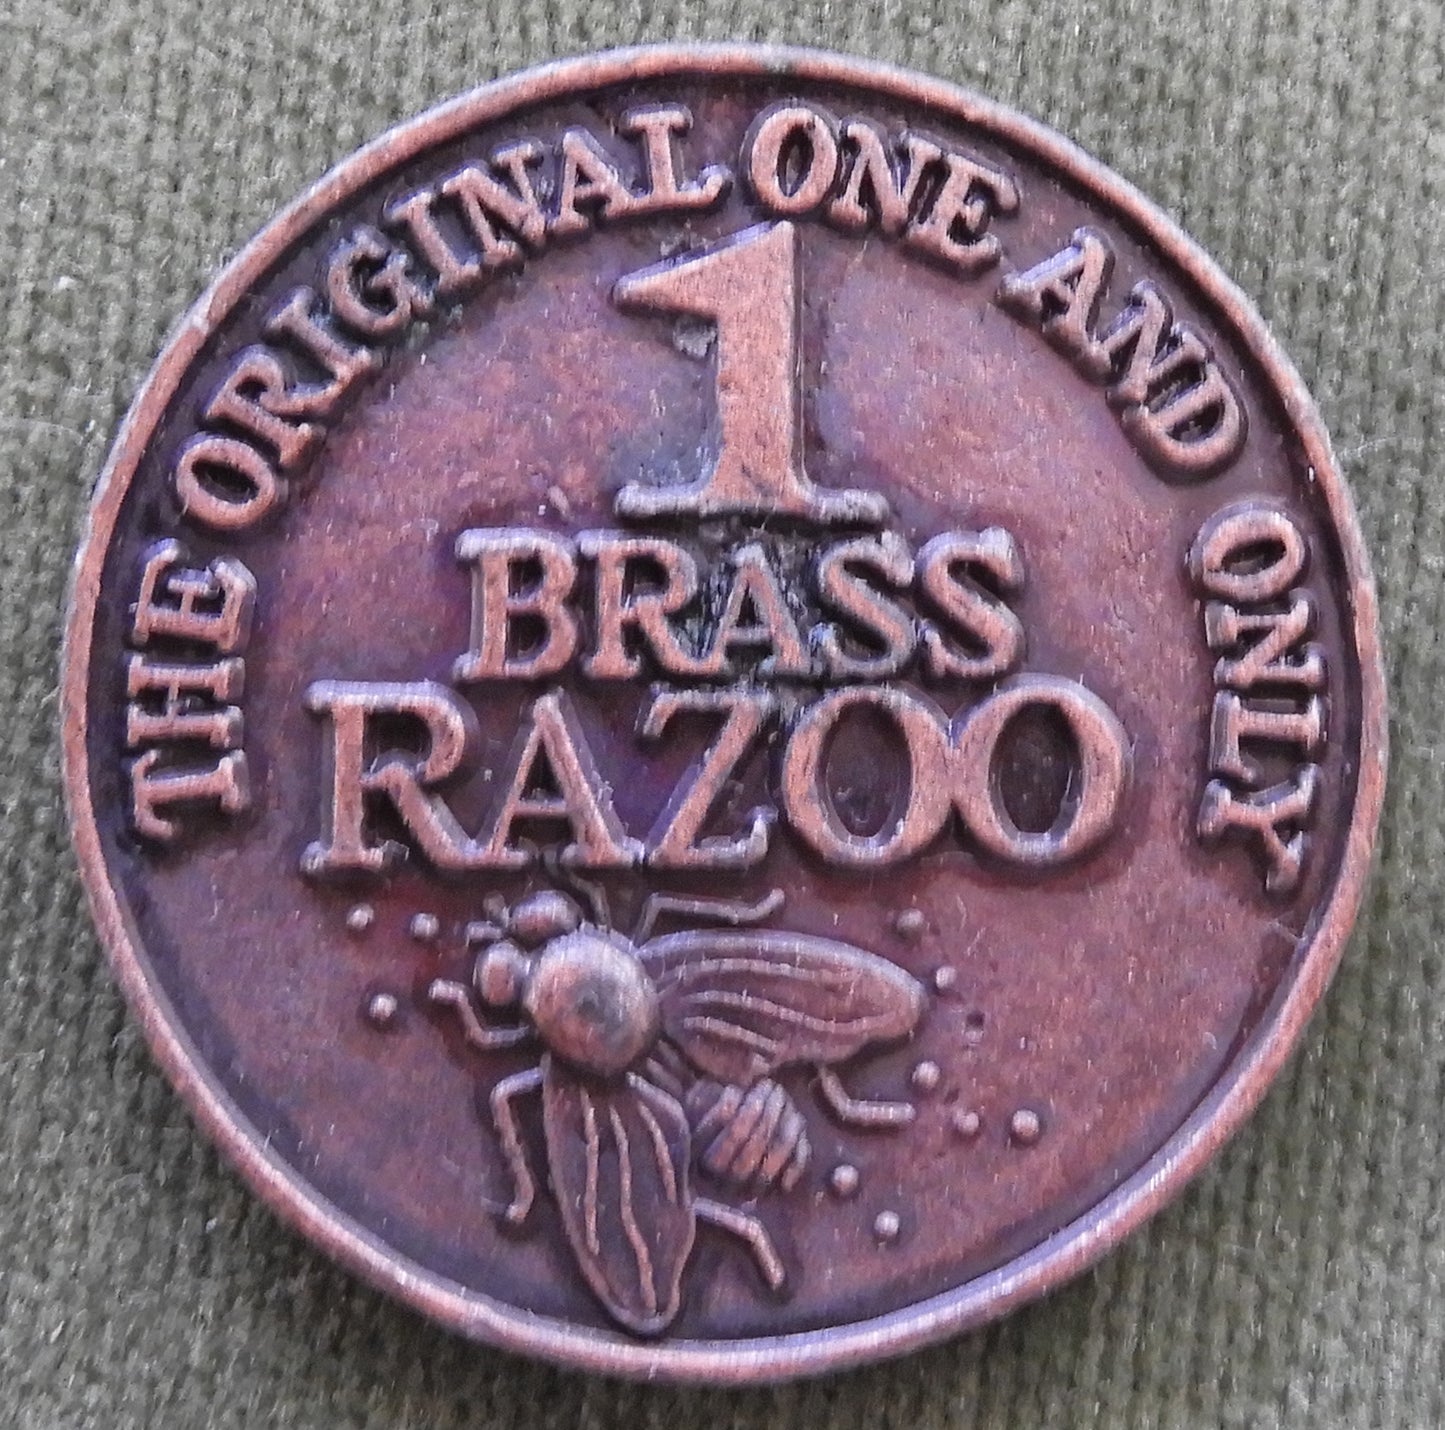 THE ORIGINAL ONE AND ONLY
1
BRASS
RAZOO